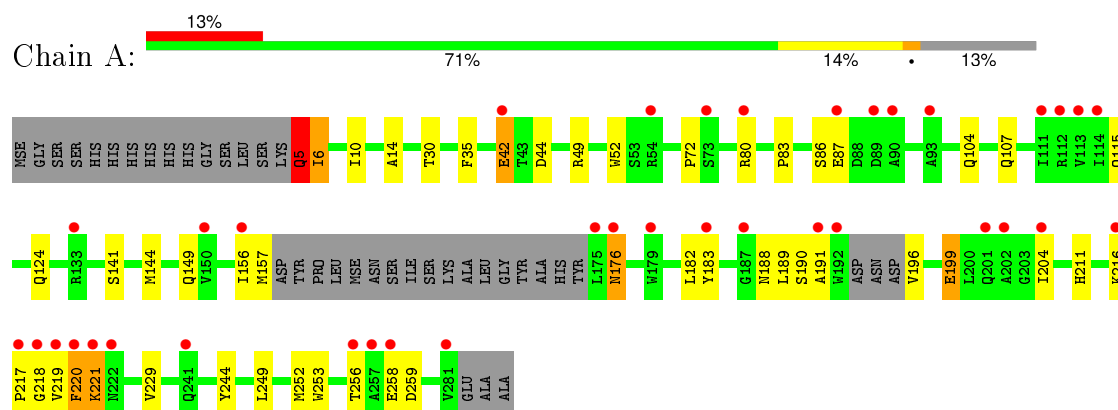 13%
Chain A:
71% 14% • 13%
MSE GLY SER SER HIS HIS HIS HIS HIS HIS GLY SER LEU SER LYS Q5 I6 I10 A14 T30 F35 E42 T43 D44 R49 W52 S53 R54 P72 S73 R80 P83 S86 E87 D88 D89 A90 A93 Q104 Q107 I111 R112 V113 I114 Q115
Q124 R133 S141 M144 Q149 V150 I156 M157 ASP TYR PRO LEU MSE ASN SER ILE SER LYS ALA LEU GLY TYR ALA HIS TYR L175 N176 W179 L182 Y183 G187 N188 L189 S190 A191 W192 ASP ASN ASP V196 E199 L200 Q201 A202 G203 I204 H211 K216
P217 G218 V219 F220 K221 N222 V229 Q241 Y244 L249 M252 W253 T256 A257 E258 D259 V281 GLU ALA ALA